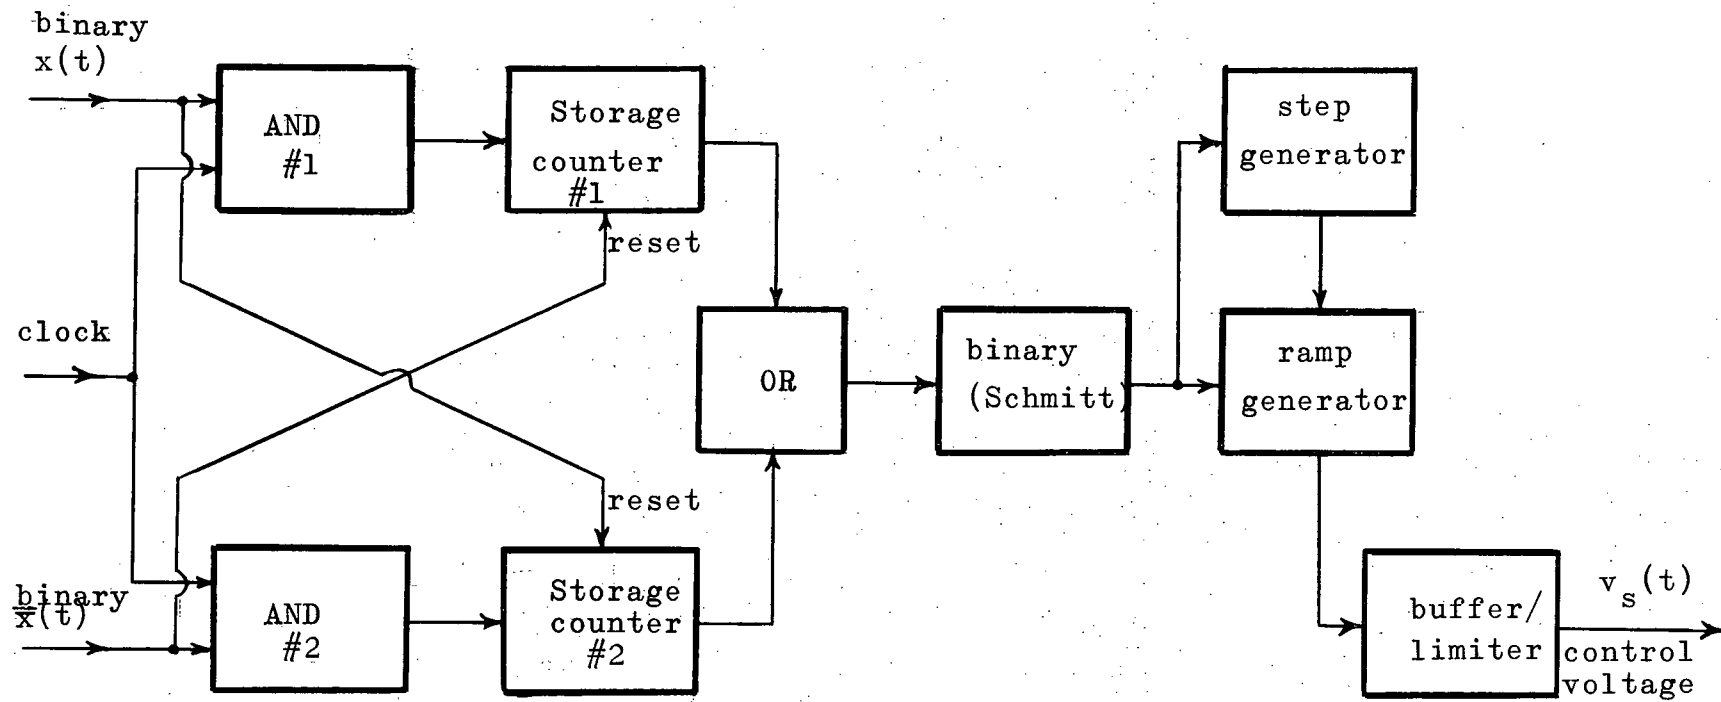 binary
x(t)
AND
#1
Storage
counter
#1
reset
step
generator
clock
OR
binary
(Schmitt)
ramp
generator
reset
binary
x̅(t)
AND
#2
Storage
counter
#2
buffer/
limiter
v_s(t)
control
voltage